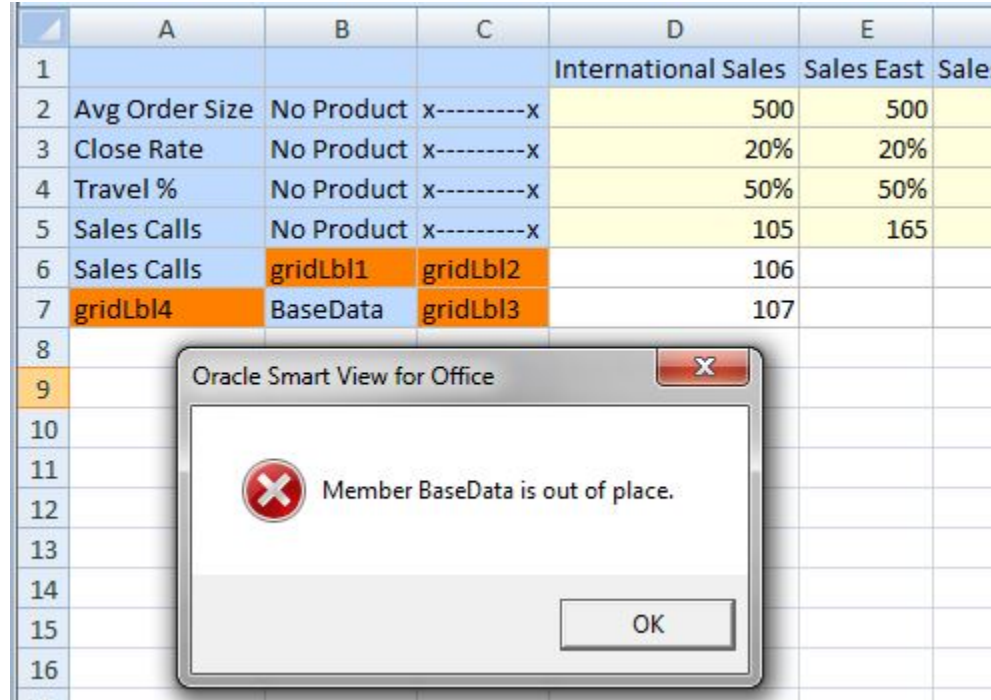 A B C D E
1 International Sales Sales East Sale
2 Avg Order Size No Product x---------x 500 500
3 Close Rate No Product x---------x 20% 20%
4 Travel % No Product x---------x 50% 50%
5 Sales Calls No Product x---------x 105 165
6 Sales Calls gridLbl1 gridLbl2 106
7 gridLbl4 BaseData gridLbl3 107
8
9
Oracle Smart View for Office
10
11
Member BaseData is out of place.
12
13
14
15
OK
16